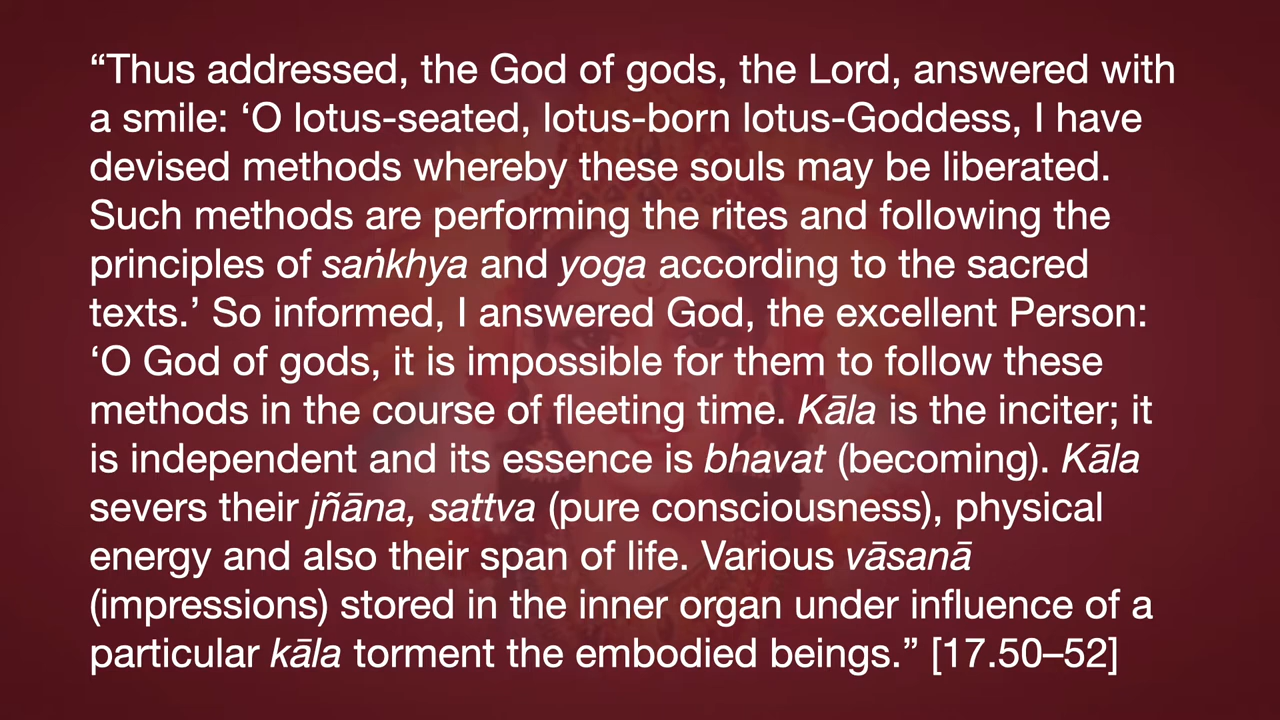 “Thus addressed, the God of gods, the Lord, answered with
a smile: ‘O lotus-seated, lotus-born lotus-Goddess, I have
devised methods whereby these souls may be liberated.
Such methods are performing the rites and following the
principles of saṅkhya and yoga according to the sacred
texts.’ So informed, I answered God, the excellent Person:
‘O God of gods, it is impossible for them to follow these
methods in the course of fleeting time. Kāla is the inciter; it
is independent and its essence is bhavat (becoming). Kāla
severs their jñāna, sattva (pure consciousness), physical
energy and also their span of life. Various vāsanā
(impressions) stored in the inner organ under influence of a
particular kāla torment the embodied beings.” [17.50–52]